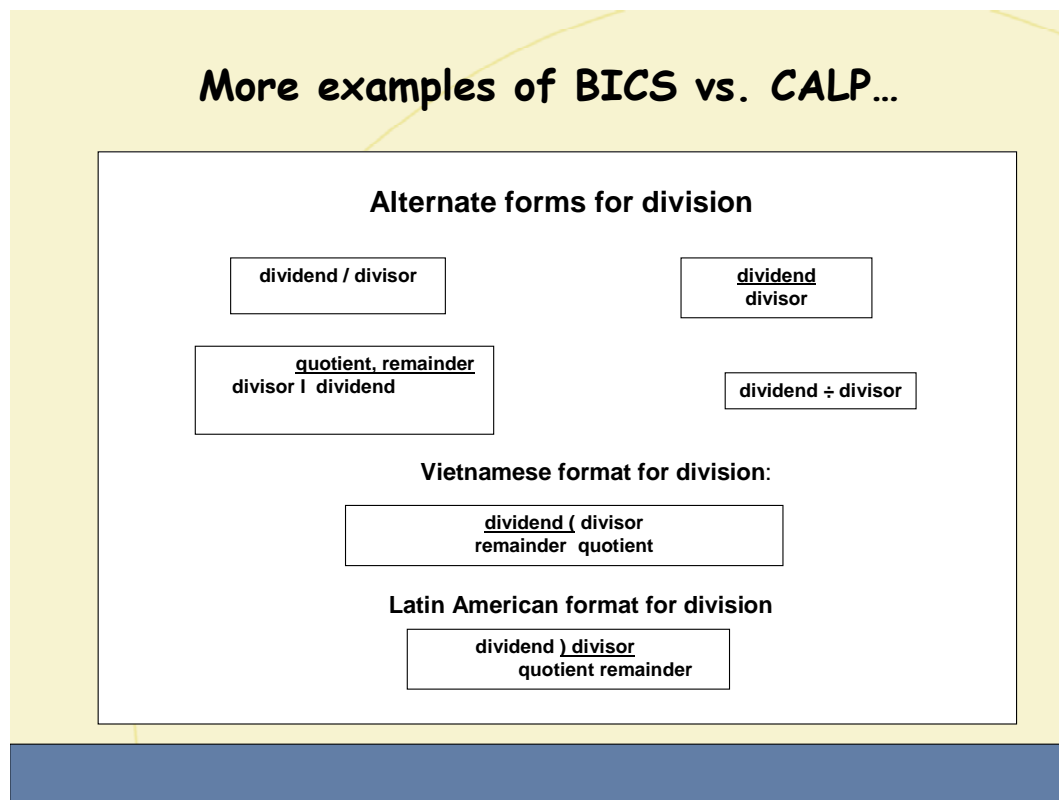 More examples of BICS vs. CALP…
Alternate forms for division
dividend / divisor
dividend
divisor
quotient, remainder
divisor I dividend
dividend ÷ divisor
Vietnamese format for division:
dividend ( divisor
remainder quotient
Latin American format for division
dividend ) divisor
quotient remainder